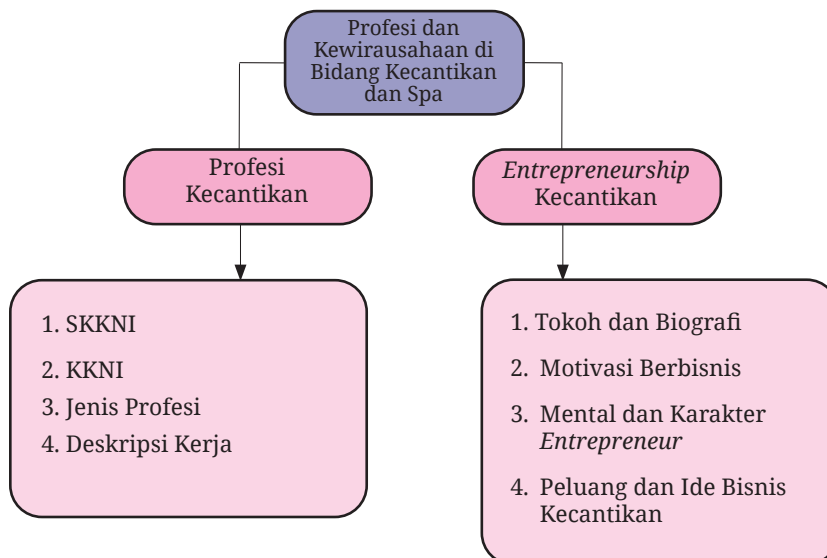 Profesi dan
Kewirausahaan di
Bidang Kecantikan
dan Spa
Profesi
Kecantikan
Entrepreneurship
Kecantikan
1. SKKNI
2. KKNI
3. Jenis Profesi
4. Deskripsi Kerja
1. Tokoh dan Biografi
2. Motivasi Berbisnis
3. Mental dan Karakter
Entrepreneur
4. Peluang dan Ide Bisnis
Kecantikan